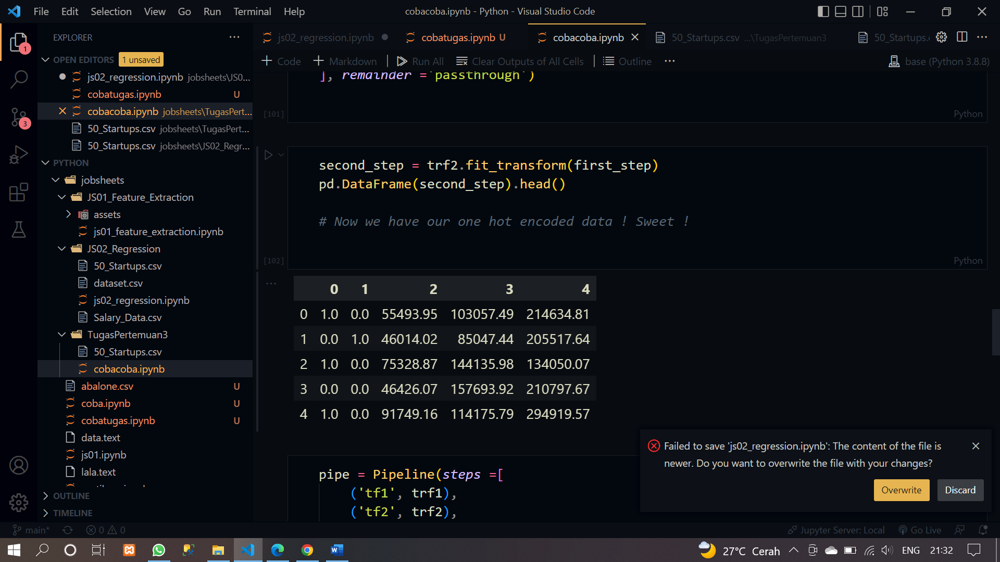 File Edit Selection View Go Run Terminal Help
cobacoba.ipynb - Python - Visual Studio Code
EXPLORER
OPEN EDITORS 1 unsaved
js02_regression.ipynb jobsheets\JS0...
cobatugas.ipynb U
cobacoba.ipynb jobsheets\TugasPert...
50_Startups.csv jobsheets\TugasPert...
50_Startups.csv jobsheets\JS02_Regr...
PYTHON
jobsheets
JS01_Feature_Extraction
assets
js01_feature_extraction.ipynb
JS02_Regression
50_Startups.csv
dataset.csv
js02_regression.ipynb
Salary_Data.csv
TugasPertemuan3
50_Startups.csv
cobacoba.ipynb
abalone.csv U
coba.ipynb U
cobatugas.ipynb U
data.text
js01.ipynb
lala.text
OUTLINE
TIMELINE
1
3
js02_regression.ipynb
cobatugas.ipynb U
cobacoba.ipynb
50_Startups.csv ...\TugasPertemuan3
50_Startups.
+ Code + Markdown Run All Clear Outputs of All Cells Outline ...
base (Python 3.8.8)
], remainder ='passthrough')
[101] Python
second_step = trf2.fit_transform(first_step)
pd.DataFrame(second_step).head()
# Now we have our one hot encoded data ! Sweet !
[102] Python
0 1 2 3 4
0 1.0 0.0 55493.95 103057.49 214634.81
1 0.0 1.0 46014.02 85047.44 205517.64
2 1.0 0.0 75328.87 144135.98 134050.07
3 0.0 0.0 46426.07 157693.92 210797.67
4 1.0 0.0 91749.16 114175.79 294919.57
pipe = Pipeline(steps =[
('tf1', trf1),
('tf2', trf2),
Failed to save 'js02_regression.ipynb': The content of the file is
newer. Do you want to overwrite the file with your changes?
Overwrite Discard
main* 0 0
Jupyter Server: Local Go Live
27°C Cerah ENG 21:32